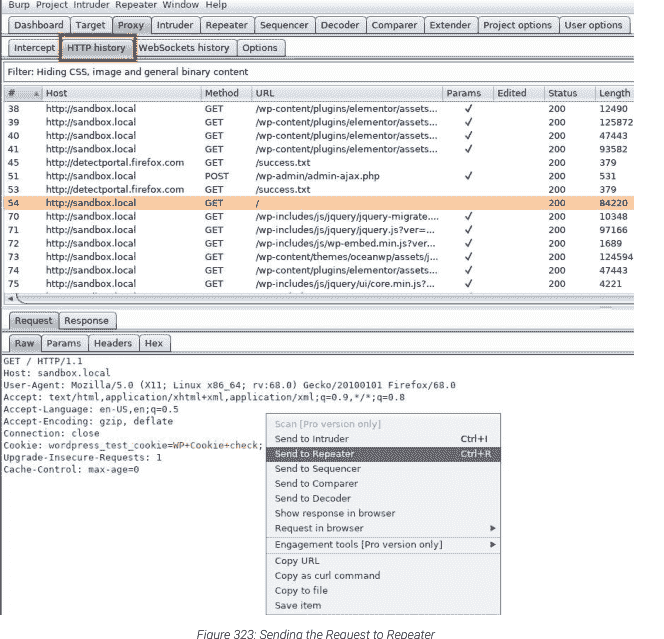 Burp Project Intruder Repeater Window Help
Dashboard Target Proxy Intruder Repeater Sequencer Decoder Comparer Extender Project options User options
Intercept HTTP history WebSockets history Options
Filter: Hiding CSS, image and general binary content
# Host Method URL Params Edited Status Length
38 http://sandbox.local GET /wp-content/plugins/elementor/assets... ✓ 200 12490
39 http://sandbox.local GET /wp-content/plugins/elementor/assets... ✓ 200 125872
40 http://sandbox.local GET /wp-content/plugins/elementor/assets... ✓ 200 47443
41 http://sandbox.local GET /wp-content/plugins/elementor/assets... ✓ 200 93582
45 http://detectportal.firefox.com GET /success.txt 200 379
51 http://sandbox.local POST /wp-admin/admin-ajax.php ✓ 200 531
53 http://detectportal.firefox.com GET /success.txt 200 379
54 http://sandbox.local GET / 200 84220
70 http://sandbox.local GET /wp-includes/js/jquery/jquery-migrate.... ✓ 200 10348
71 http://sandbox.local GET /wp-includes/js/jquery/jquery.js?ver=... ✓ 200 97166
72 http://sandbox.local GET /wp-includes/js/wp-embed.min.js?ver... ✓ 200 1689
73 http://sandbox.local GET /wp-content/themes/oceanwp/assets/j... ✓ 200 124594
74 http://sandbox.local GET /wp-content/plugins/elementor/assets... ✓ 200 47443
75 http://sandbox.local GET /wp-includes/js/jquery/ui/core.min.js?... ✓ 200 4221
Request Response
Raw Params Headers Hex
GET / HTTP/1.1
Host: sandbox.local
User-Agent: Mozilla/5.0 (X11; Linux x86_64; rv:68.0) Gecko/20100101 Firefox/68.0
Accept: text/html,application/xhtml+xml,application/xml;q=0.9,*/*;q=0.8
Accept-Language: en-US,en;q=0.5
Accept-Encoding: gzip, deflate
Connection: close
Cookie: wordpress_test_cookie=WP+Cookie+check;
Upgrade-Insecure-Requests: 1
Cache-Control: max-age=0
Scan [Pro version only]
Send to Intruder Ctrl+I
Send to Repeater Ctrl+R
Send to Sequencer
Send to Comparer
Send to Decoder
Show response in browser
Request in browser
Engagement tools [Pro version only]
Copy URL
Copy as curl command
Copy to file
Save item
Figure 323: Sending the Request to Repeater